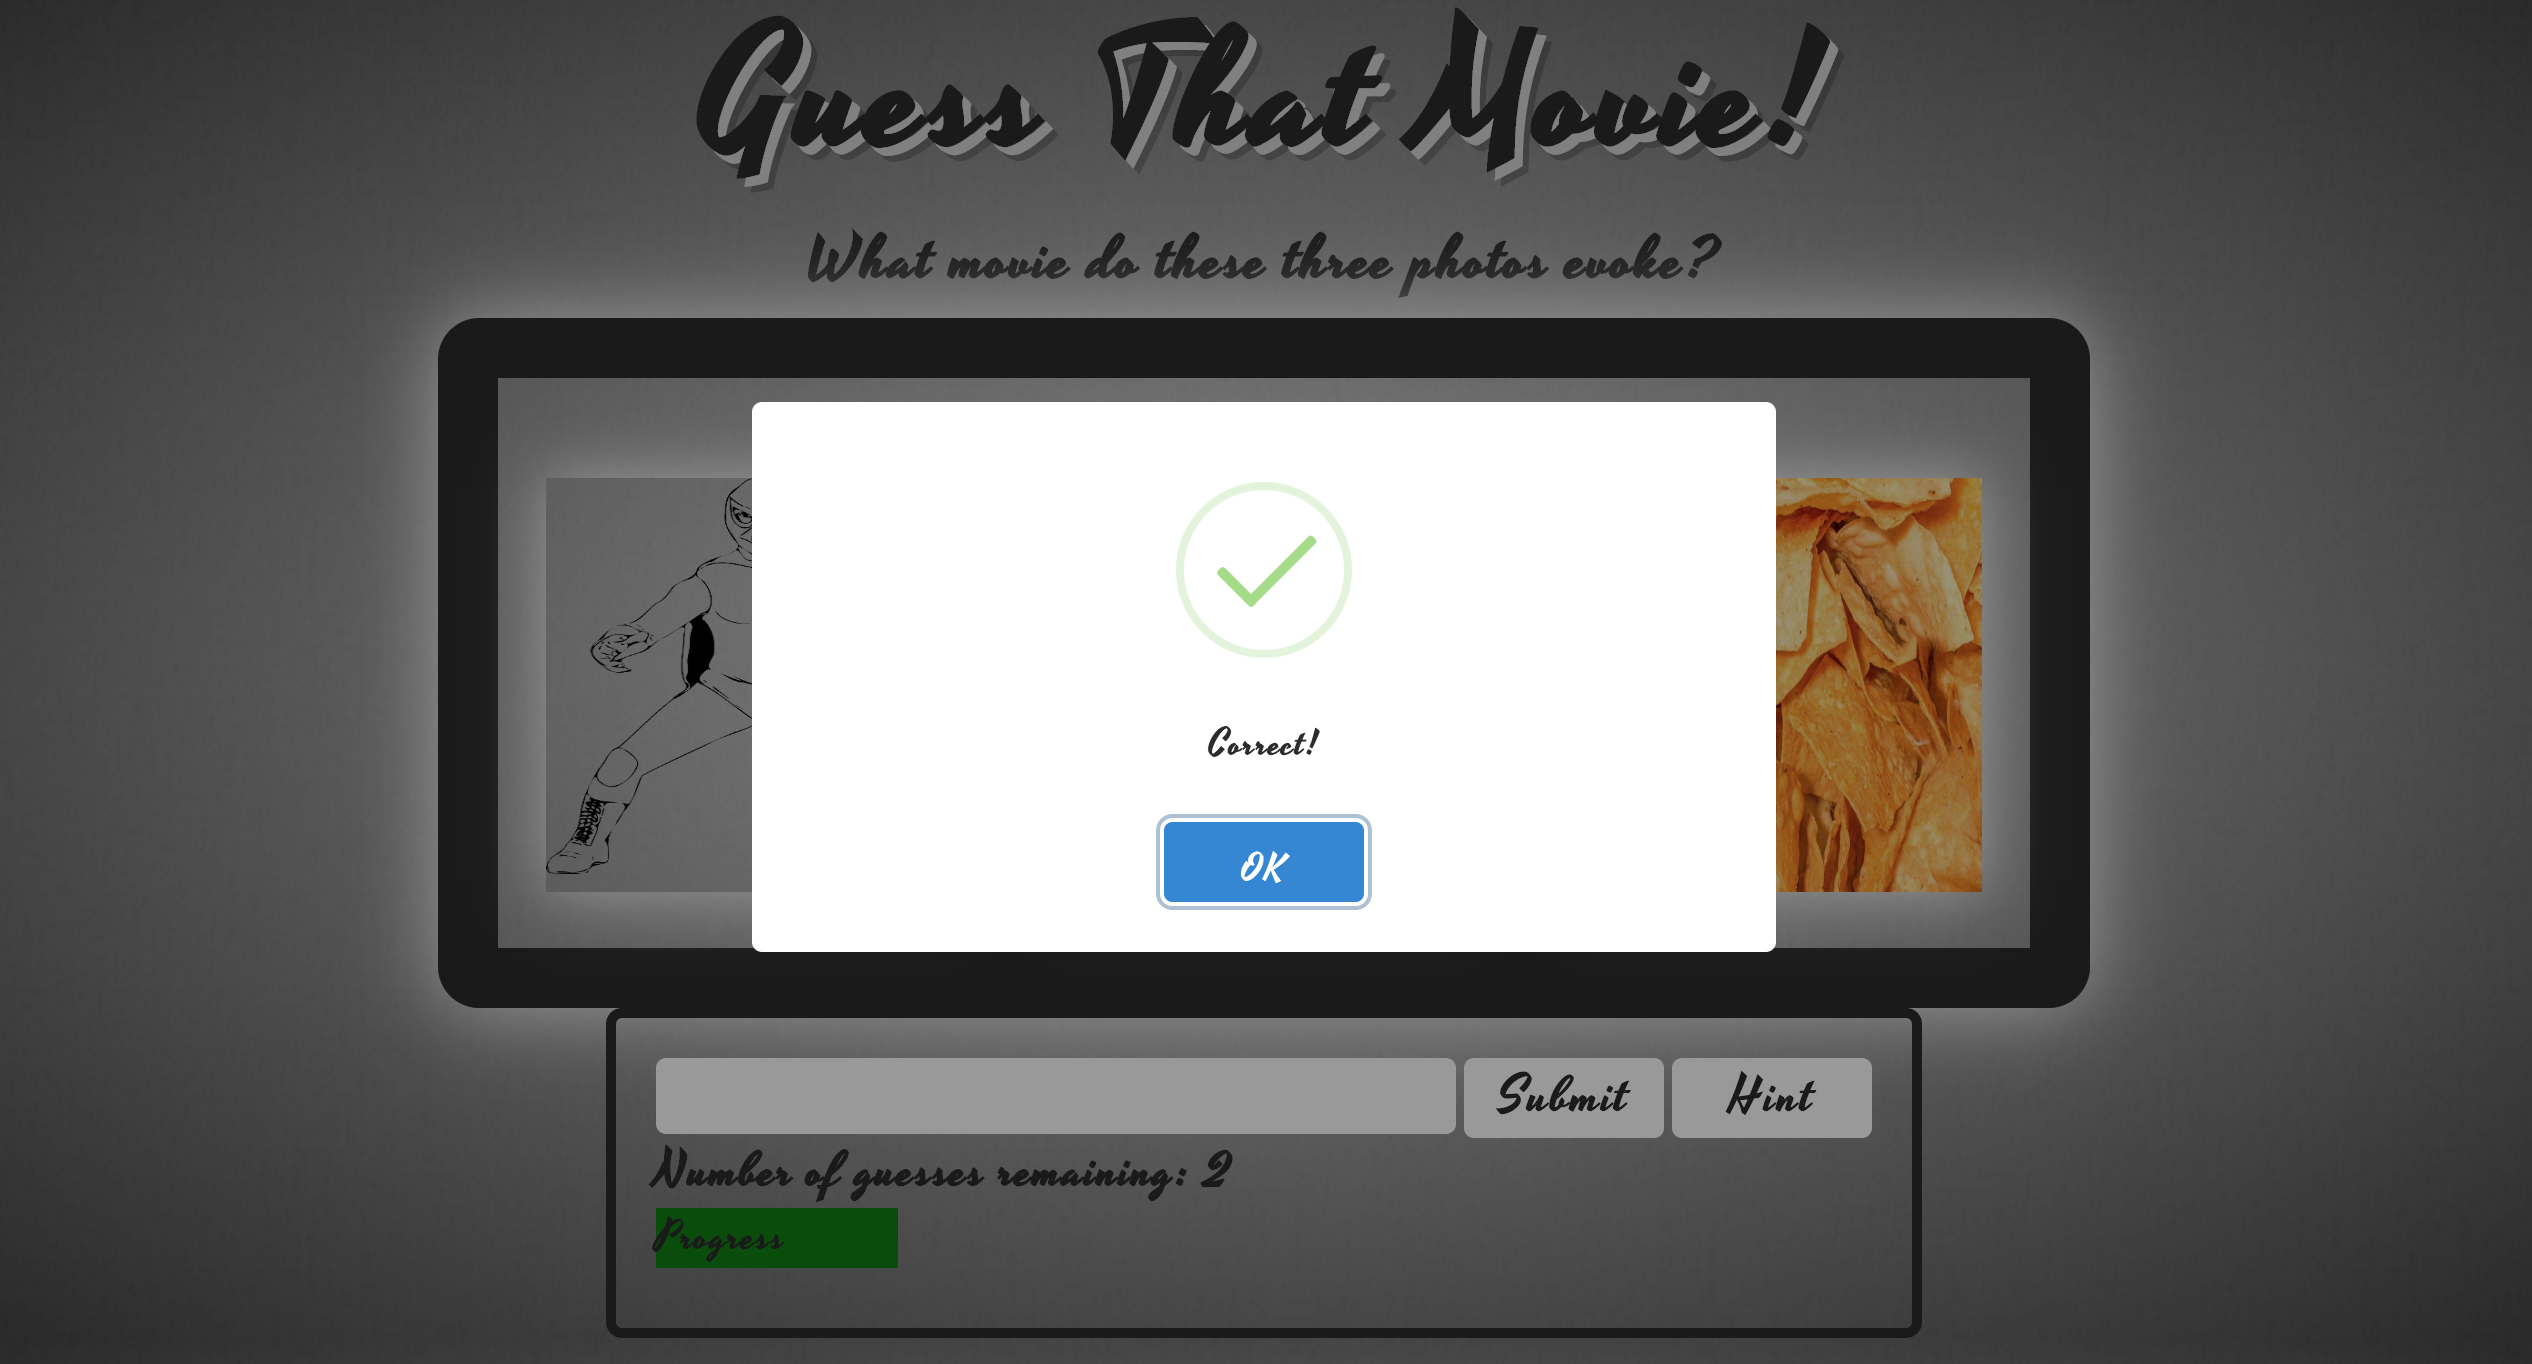 Guess That Movie!
What movie do these three photos evoke?
Correct!
OK
Submit
Hint
Number of guesses remaining: 2
Progress